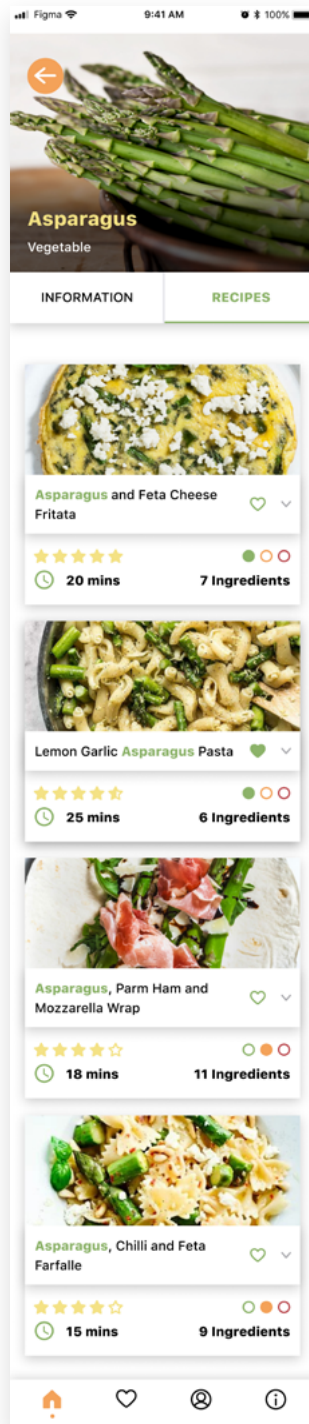 Figma 9:41 AM 100%
Asparagus
Vegetable
INFORMATION RECIPES
Asparagus and Feta Cheese
Fritata
20 mins 7 Ingredients
Lemon Garlic Asparagus Pasta
25 mins 6 Ingredients
Asparagus, Parm Ham and
Mozzarella Wrap
18 mins 11 Ingredients
Asparagus, Chilli and Feta
Farfalle
15 mins 9 Ingredients